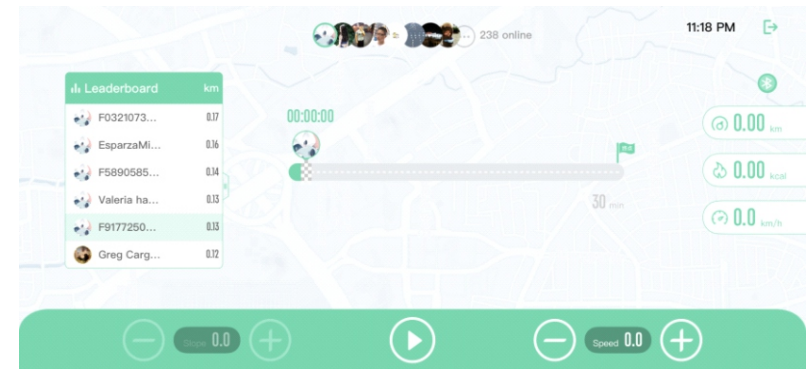 238 online
11:18 PM
Leaderboard km
F0321073... 0.17
EsparzaMi... 0.16
F5890585... 0.14
Valeria ha... 0.13
F9177250... 0.13
Greg Carg... 0.12
00:00:00
30 min
0.00 km
0.00 kcal
0.0 km/h
Slope 0.0
Speed 0.0